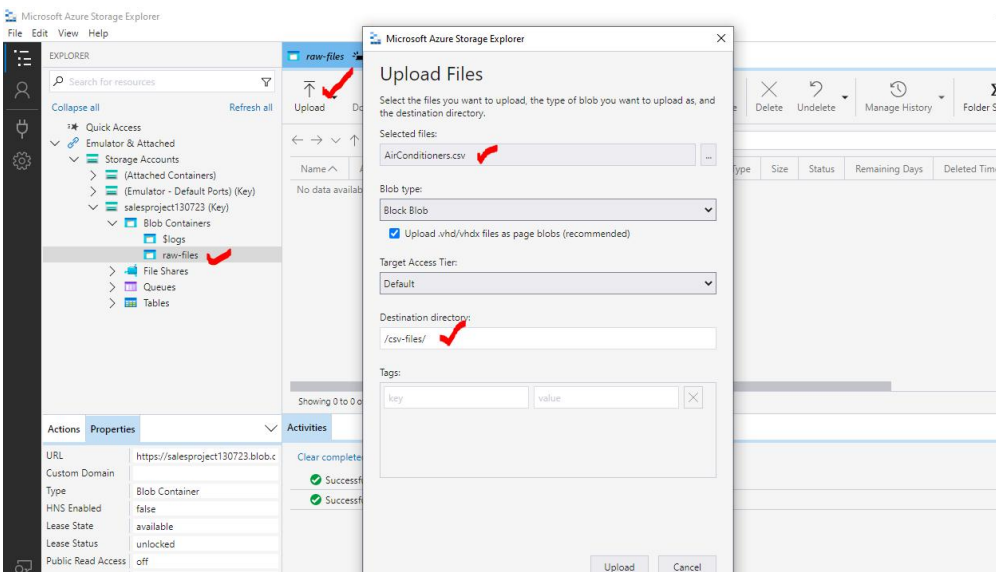 Microsoft Azure Storage Explorer
File Edit View Help
EXPLORER
Search for resources
Collapse all Refresh all
Quick Access
Emulator & Attached
Storage Accounts
(Attached Containers)
(Emulator - Default Ports) (Key)
salesproject130723 (Key)
Blob Containers
$logs
raw-files
File Shares
Queues
Tables
Actions Properties
URL https://salesproject130723.blob.c
Custom Domain
Type Blob Container
HNS Enabled false
Lease State available
Lease Status unlocked
Public Read Access off
raw-files
Upload Delete Undelete Manage History Folder S
Name Type Size Status Remaining Days Deleted Tim
No data availab
Showing 0 to 0 o
Activities
Clear complete
Successf
Successf
Microsoft Azure Storage Explorer
Upload Files
Select the files you want to upload, the type of blob you want to upload as, and
the destination directory.
Selected files:
AirConditioners.csv ...
Blob type:
Block Blob
Upload .vhd/vhdx files as page blobs (recommended)
Target Access Tier:
Default
Destination directory:
/csv-files/
Tags:
key value
Upload Cancel